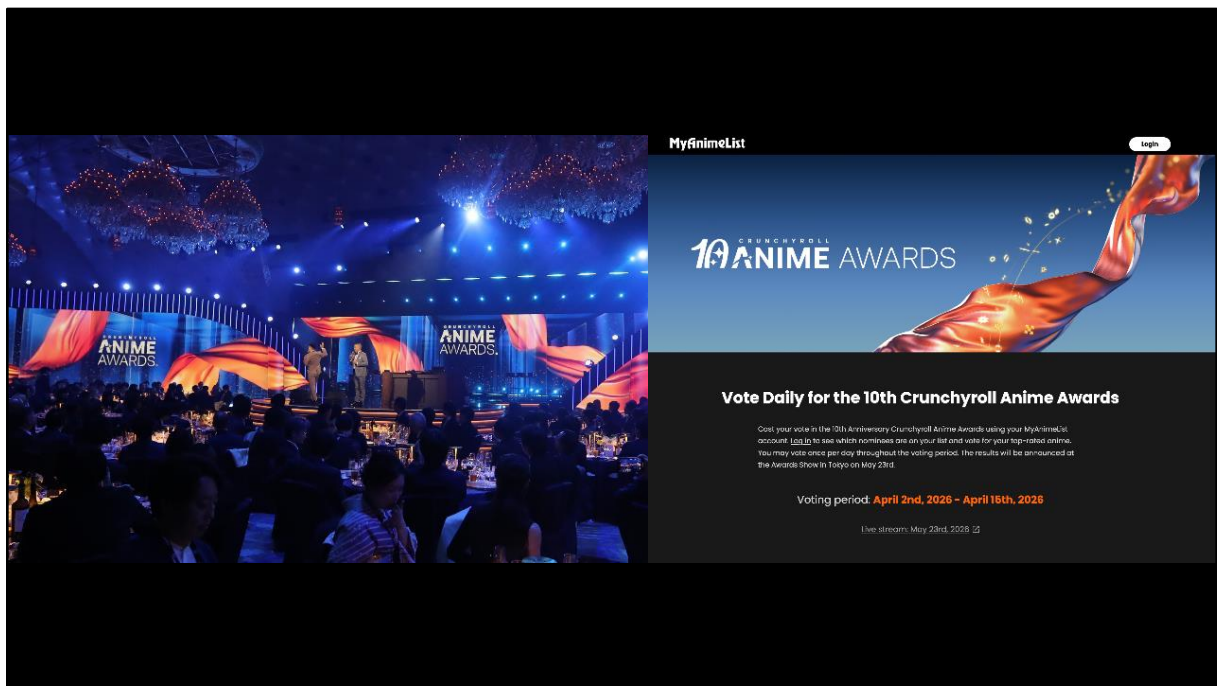 CRUNCHYROLL
ANIME
AWARDS
CRUNCHYROLL
ANIME
AWARDS.
MyAnimeList
Login
10 CRUNCHYROLL
ANIME AWARDS
Vote Daily for the 10th Crunchyroll Anime Awards
Cast your vote in the 10th Anniversary Crunchyroll Anime Awards using your MyAnimeList
account. Log in to see which nominees are on your list and vote for your top-rated anime.
You may vote once per day throughout the voting period. The results will be announced at
the Awards Show in Tokyo on May 23rd.
Voting period: April 2nd, 2026 - April 15th, 2026
Live stream: May 23rd, 2026